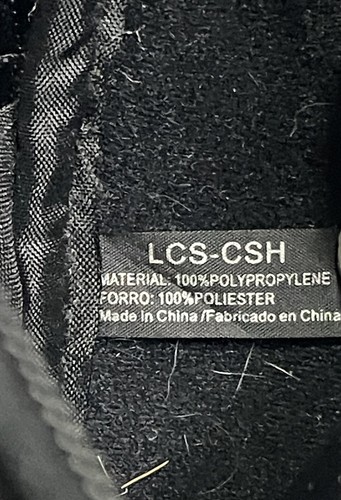 LCS-CSH
MATERIAL: 100%POLYPROPYLENE
FORRO: 100%POLIESTER
Made in China/Fabricado en China